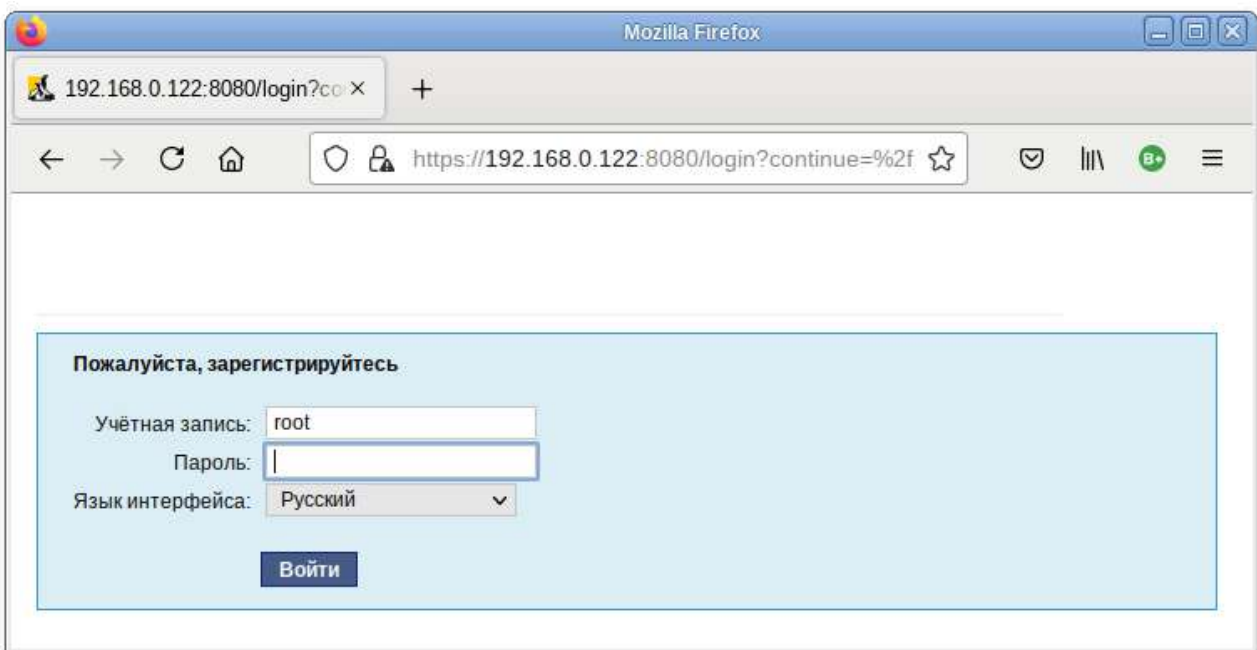 Mozilla Firefox
192.168.0.122:8080/login?co
https://192.168.0.122:8080/login?continue=%2f
B+
Пожалуйста, зарегистрируйтесь
Учётная запись: root
Пароль:
Язык интерфейса: Русский
Войти